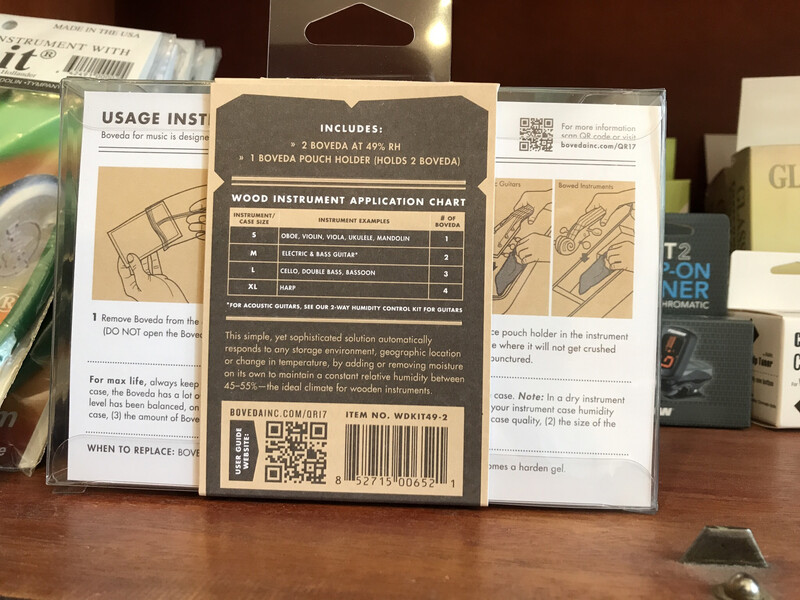 MADE IN THE USA
INSTRUMENT WITH
it®
Hollander
DOLIN • TYMPANI
USAGE INST
Boveda for music is designe
1 Remove Boveda from the
(DO NOT open the Boved
For max life, always keep
the Boveda has a lot o
level has been balanced, on
case, (3) the amount of Bove
WHEN TO REPLACE: BOVE
INCLUDES:
» 2 BOVEDA AT 49% RH
» 1 BOVEDA POUCH HOLDER (HOLDS 2 BOVEDA)
WOOD INSTRUMENT APPLICATION CHART
INSTRUMENT/ CASE SIZE INSTRUMENT EXAMPLES # OF BOVEDA
S OBOE, VIOLIN, VIOLA, UKULELE, MANDOLIN 1
M ELECTRIC & BASS GUITAR* 2
L CELLO, DOUBLE BASS, BASSOON 3
XL HARP 4
*FOR ACOUSTIC GUITARS, SEE OUR 2-WAY HUMIDITY CONTROL KIT FOR GUITARS
This simple, yet sophisticated solution automatically
responds to any storage environment, geographic location
or change in temperature, by adding or removing moisture
on its own to maintain a constant relative humidity between
45–55%—the ideal climate for wooden instruments.
BOVEDAINC.COM/QR17
USER GUIDE
WEBSITE:
ITEM NO. WDKIT49-2
8 52715 00652 1
For more information
scan QR code or visit
bovedainc.com/QR17
Guitars
Bowed Instruments
ce pouch holder in the instrument
e where it will not get crushed
punctured.
case. Note: In a dry instrument
your instrument case humidity
case quality, (2) the size of the
omes a harden gel.
GL
T 2
P-ON
NER
CHROMATIC